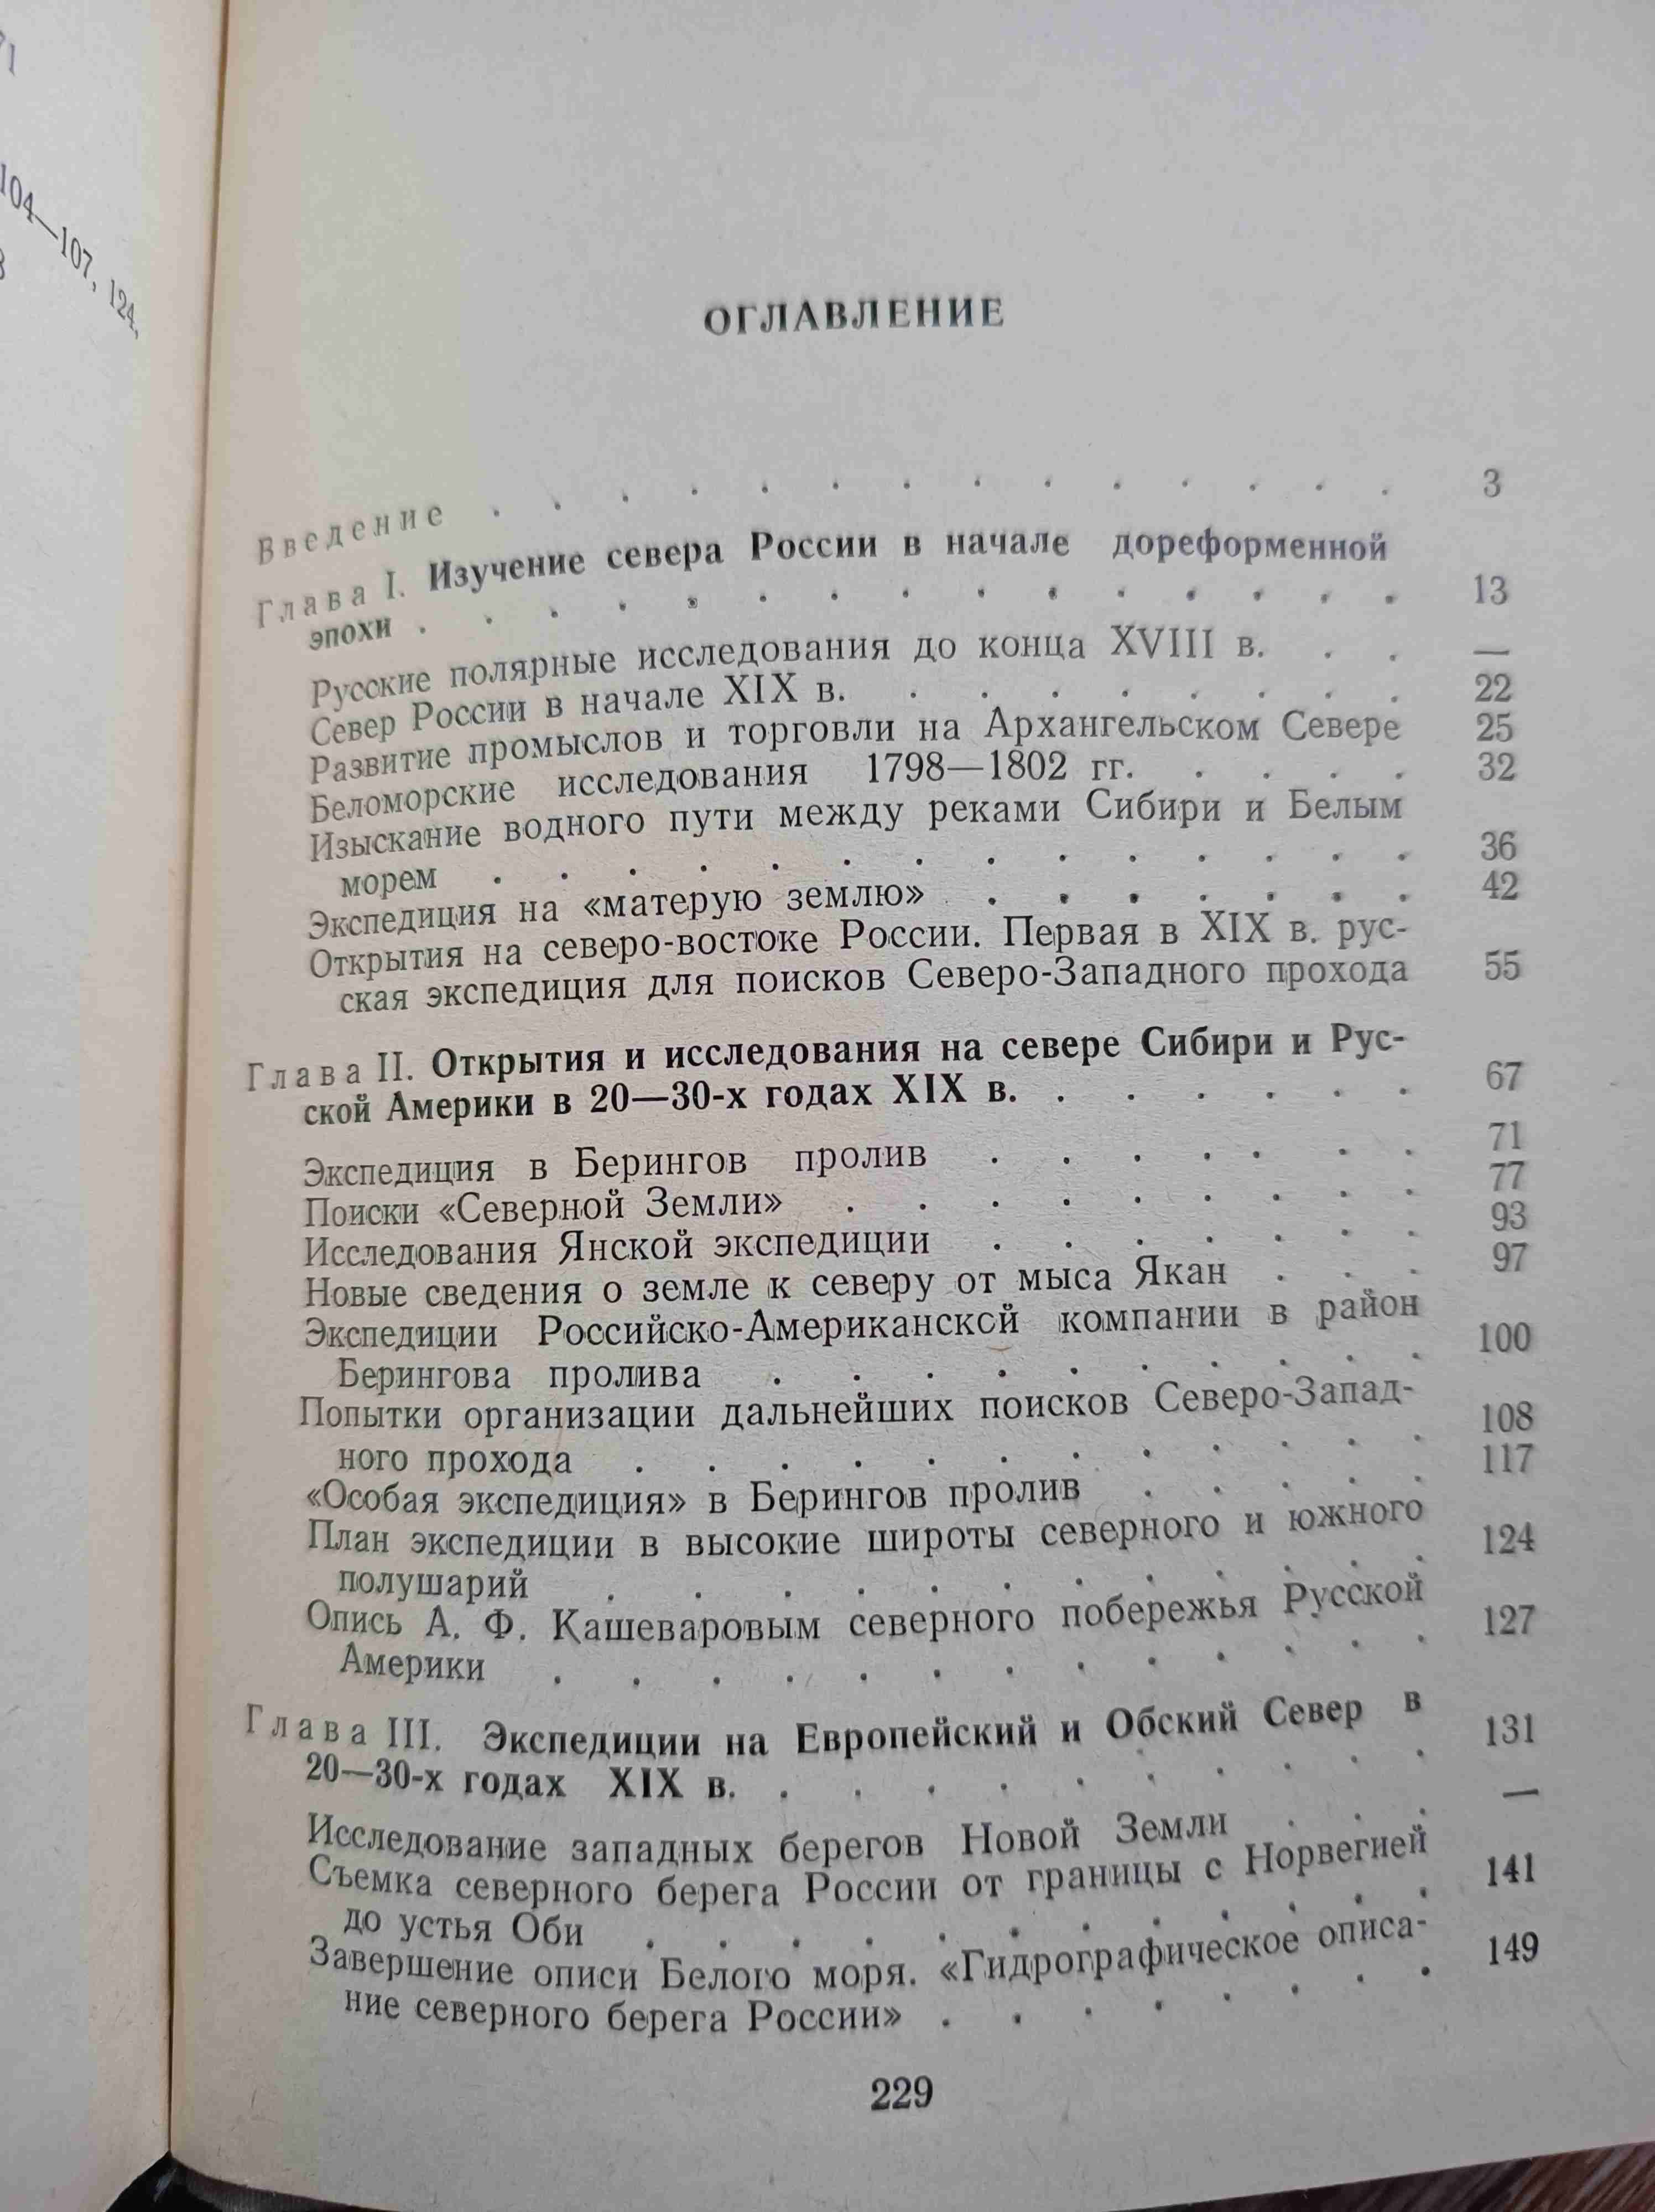 71
104—107, 124,
ОГЛАВЛЕНИЕ
Введение . . . . . . . . . . . . . . 3
Глава I. Изучение севера России в начале дореформенной
эпохи . . . . . . . . . . . . . . . 13
Русские полярные исследования до конца XVIII в. . . —
Север России в начале XIX в. . . . . . . . . 22
Развитие промыслов и торговли на Архангельском Севере 25
Беломорские исследования 1798—1802 гг. . . . . 32
Изыскание водного пути между реками Сибири и Белым
морем . . . . . . . . . . . . . . 36
Экспедиция на «матерую землю» . . . . . . . 42
Открытия на северо-востоке России. Первая в XIX в. рус-
ская экспедиция для поисков Северо-Западного прохода 55
Глава II. Открытия и исследования на севере Сибири и Рус-
ской Америки в 20—30-х годах XIX в. . . . . . . 67
Экспедиция в Берингов пролив . . . . . . . 71
Поиски «Северной Земли» . . . . . . . . . 77
Исследования Янской экспедиции . . . . . . . 93
Новые сведения о земле к северу от мыса Якан . . . 97
Экспедиции Российско-Американской компании в район
Берингова пролива . . . . . . . . . . 100
Попытки организации дальнейших поисков Северо-Запад-
ного прохода . . . . . . . . . . . . 108
«Особая экспедиция» в Берингов пролив . . . . . 117
План экспедиции в высокие широты северного и южного
полушарий . . . . . . . . . . . . 124
Опись А. Ф. Кашеваровым северного побережья Русской
Америки . . . . . . . . . . . . . 127
Глава III. Экспедиции на Европейский и Обский Север в
20—30-х годах XIX в. . . . . . . . . . . 131
Исследование западных берегов Новой Земли . . . —
Съемка северного берега России от границы с Норвегией
до устья Оби . . . . . . . . . . . . 141
Завершение описи Белого моря. «Гидрографическое описа-
ние северного берега России» . . . . . . . . 149
229